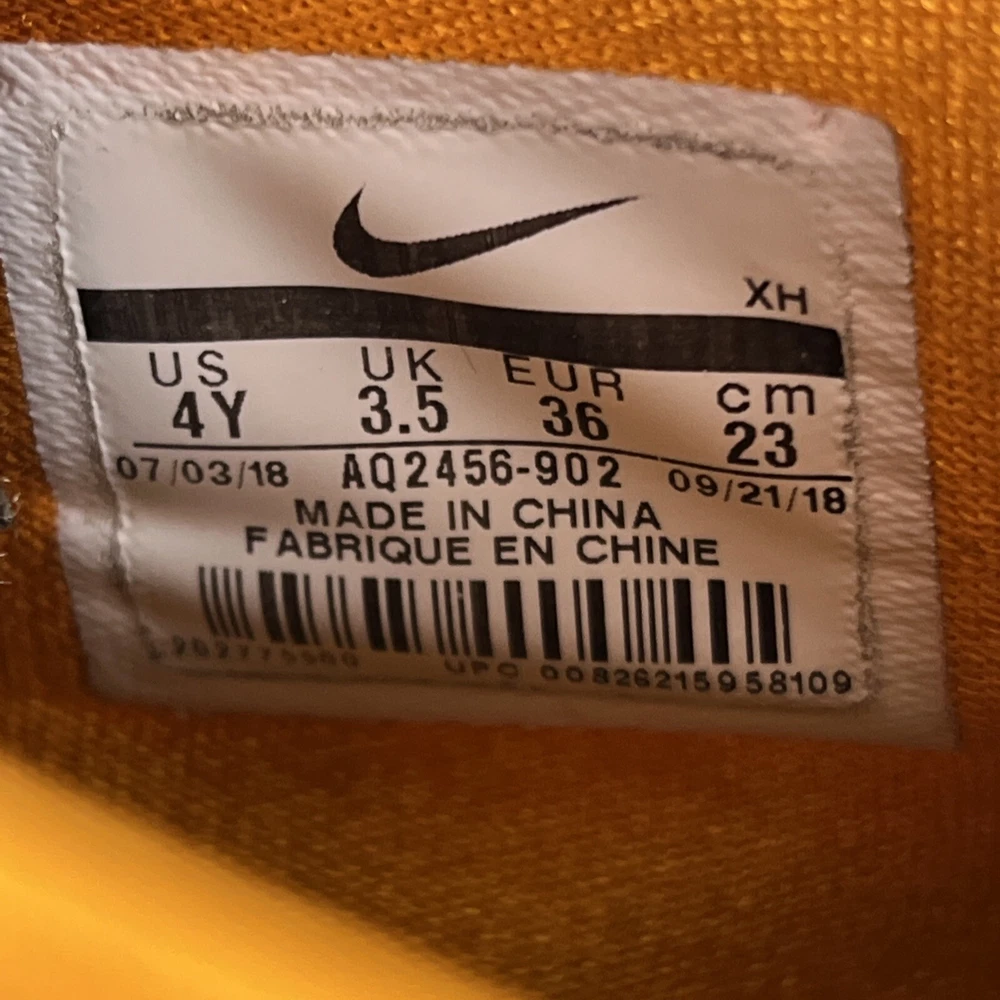 XH
US UK EUR cm
4Y 3.5 36 23
07/03/18 AQ2456-902 09/21/18
MADE IN CHINA
FABRIQUE EN CHINE
UPC 00826215958109